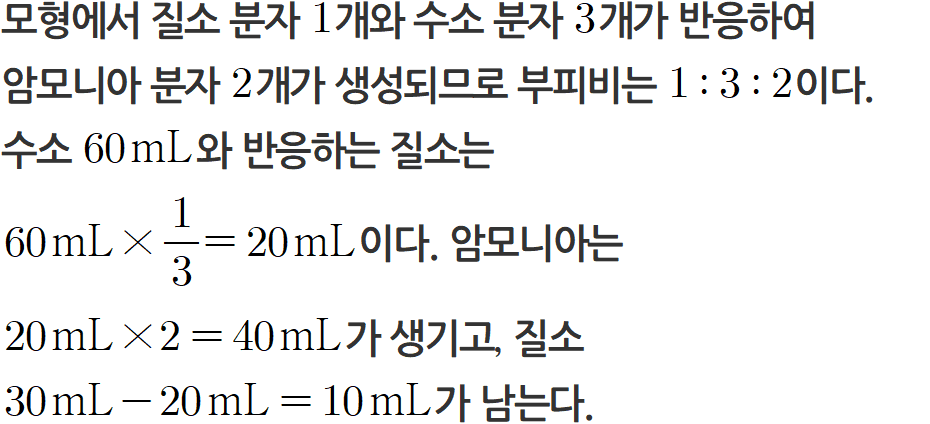 모형에서 질소 분자 1개와 수소 분자 3개가 반응하여
암모니아 분자 2개가 생성되므로 부피비는 1 : 3 : 2이다.
수소 60 mL와 반응하는 질소는
60 mL × 1/3 = 20 mL이다. 암모니아는
20 mL × 2 = 40 mL가 생기고, 질소
30 mL − 20 mL = 10 mL가 남는다.